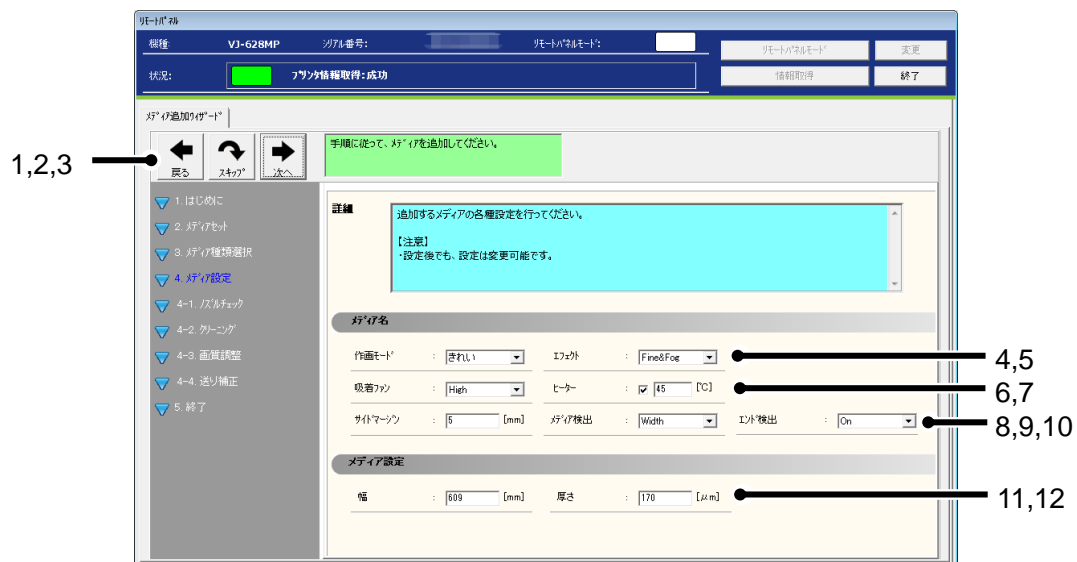 リモートパネル
機種: VJ-628MP シリアル番号: リモートパネルモード:
リモートパネルモード 変更
状況: プリンタ情報取得:成功
情報取得 終了
メディア追加ウィザード
戻る スキップ 次へ
手順に従って、メディアを追加してください。
1,2,3
1. はじめに
2. メディアセット
3. メディア種類選択
4. メディア設定
4-1. ノズルチェック
4-2. クリーニング
4-3. 画質調整
4-4. 送り補正
5. 終了
詳細
追加するメディアの各種設定を行ってください。
【注意】
・設定後でも、設定は変更可能です。
メディア名
作画モード : きれい エフェクト : Fine&Fog
4,5
吸着ファン : High ヒーター : 45 [℃]
6,7
サイドマージン : 5 [mm] メディア検出 : Width エンド検出 : On
8,9,10
メディア設定
幅 : 609 [mm] 厚さ : 170 [μm]
11,12